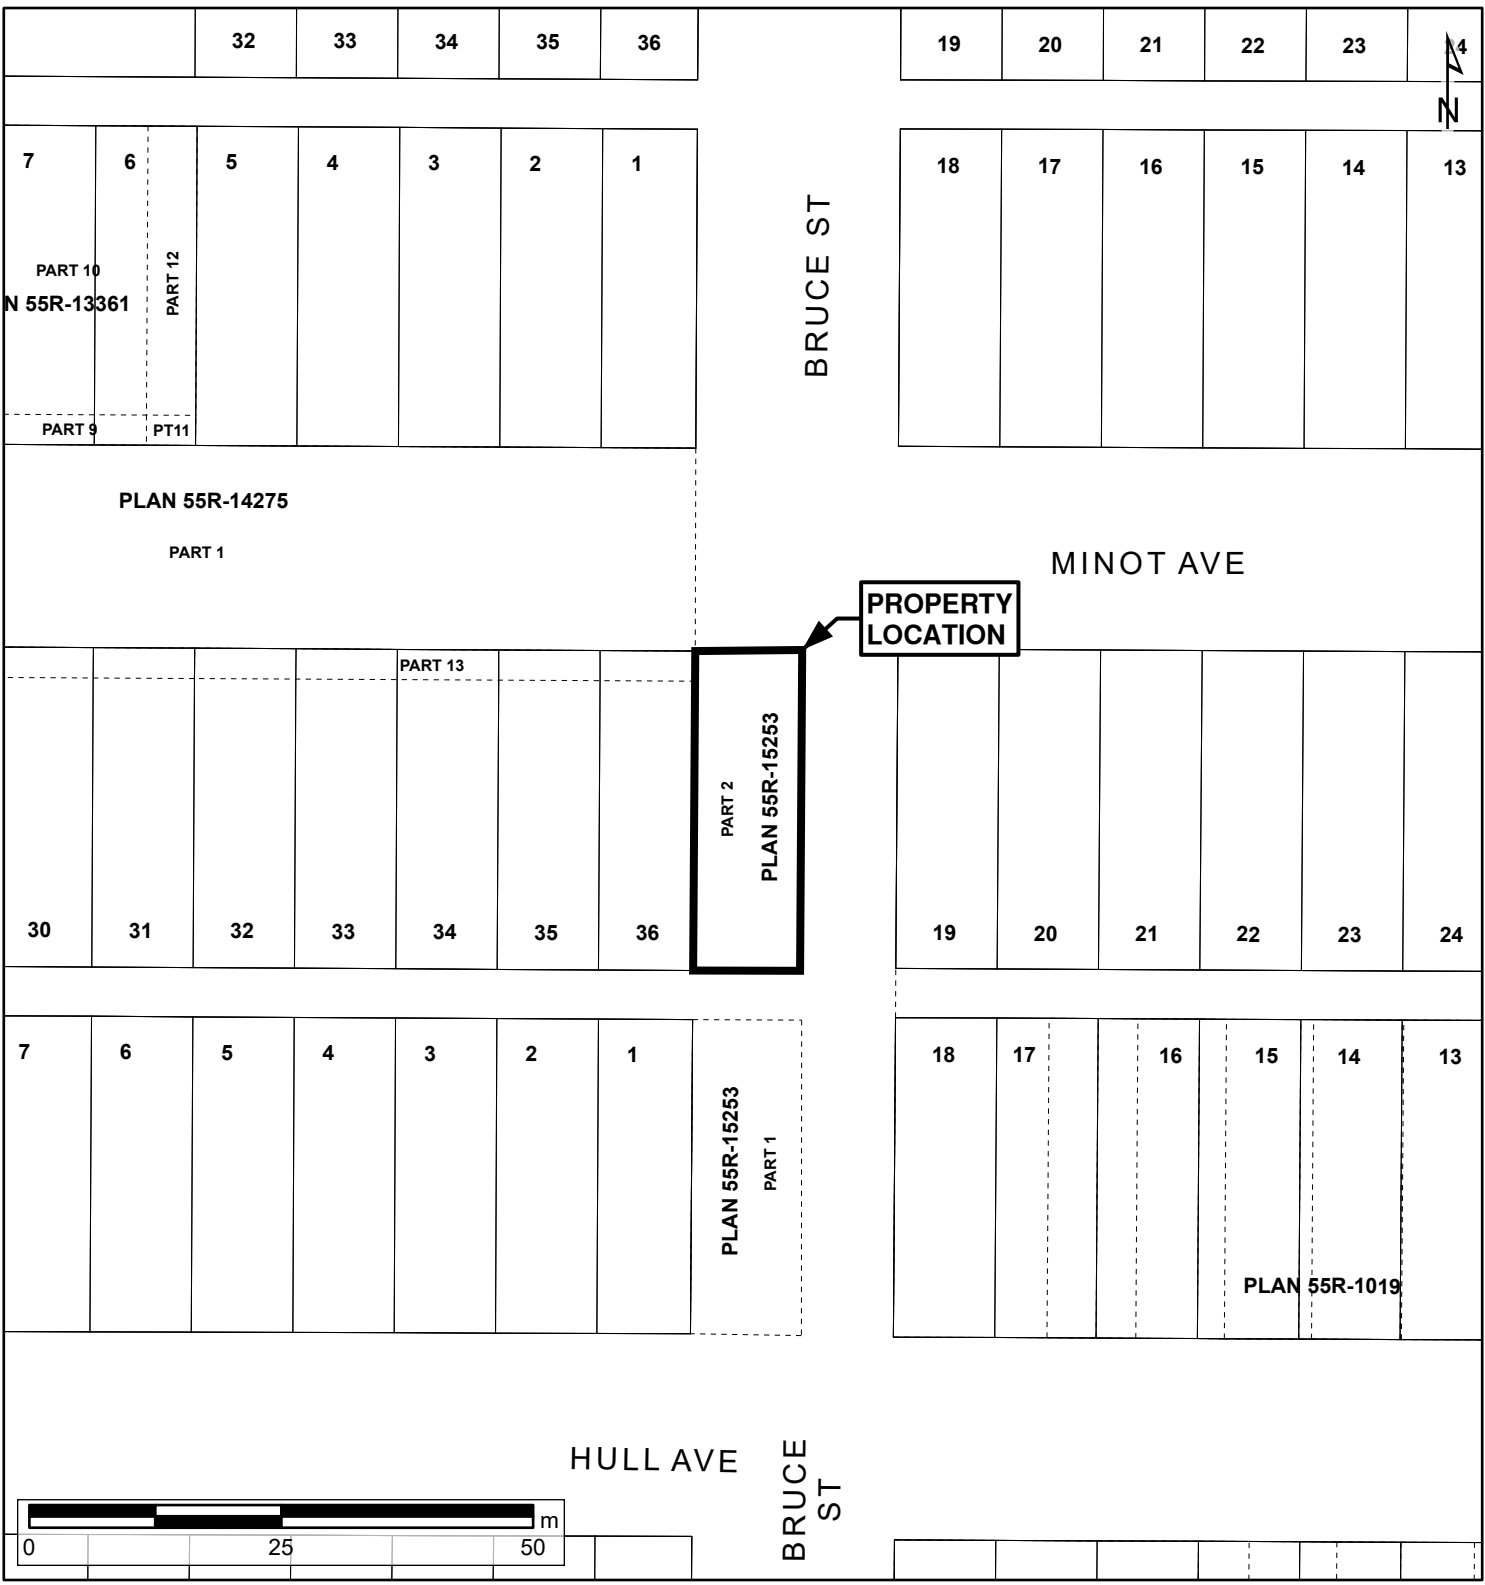 32 33 34 35 36 19 20 21 22 23 24
N
7 6 5 4 3 2 1 18 17 16 15 14 13
BRUCE ST
PART 10
PART 12
N 55R-13361
PART 9 PT11
PLAN 55R-14275
PART 1
MINOT AVE
PROPERTY
LOCATION
PART 13
PART 2
PLAN 55R-15253
30 31 32 33 34 35 36 19 20 21 22 23 24
7 6 5 4 3 2 1 18 17 16 15 14 13
PLAN 55R-15253
PART 1
PLAN 55R-1019
HULL AVE
BRUCE
ST
m
0 25 50